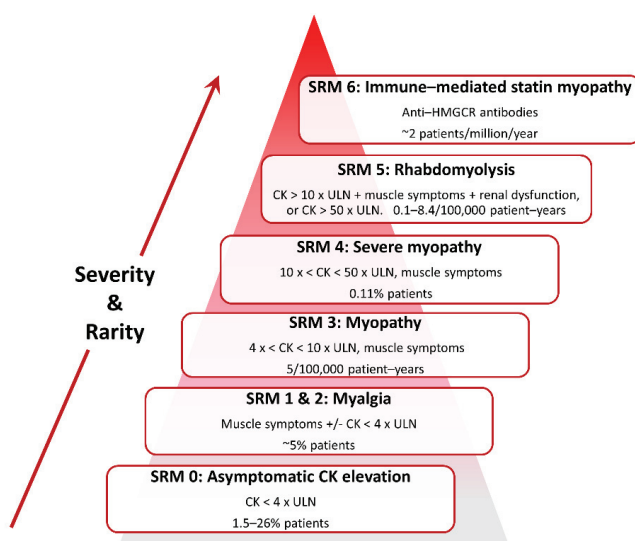 SRM 6: Immune–mediated statin myopathy
Anti–HMGCR antibodies
~2 patients/million/year
SRM 5: Rhabdomyolysis
CK > 10 x ULN + muscle symptoms + renal dysfunction,
or CK > 50 x ULN. 0.1–8.4/100,000 patient–years
SRM 4: Severe myopathy
10 x < CK < 50 x ULN, muscle symptoms
0.11% patients
Severity
&
Rarity
SRM 3: Myopathy
4 x < CK < 10 x ULN, muscle symptoms
5/100,000 patient–years
SRM 1 & 2: Myalgia
Muscle symptoms +/- CK < 4 x ULN
~5% patients
SRM 0: Asymptomatic CK elevation
CK < 4 x ULN
1.5–26% patients